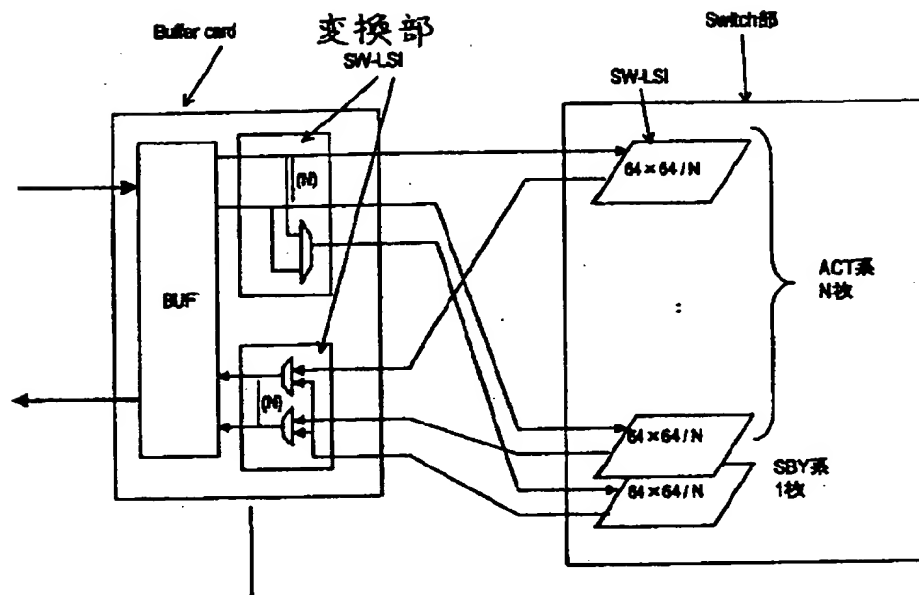 Buffer card
変換部
SW-LSI
Switch部
SW-LSI
BUF
(N)
(N)
64×64/N
:
64×64/N
64×64/N
ACT系
N枚
SBY系
1枚